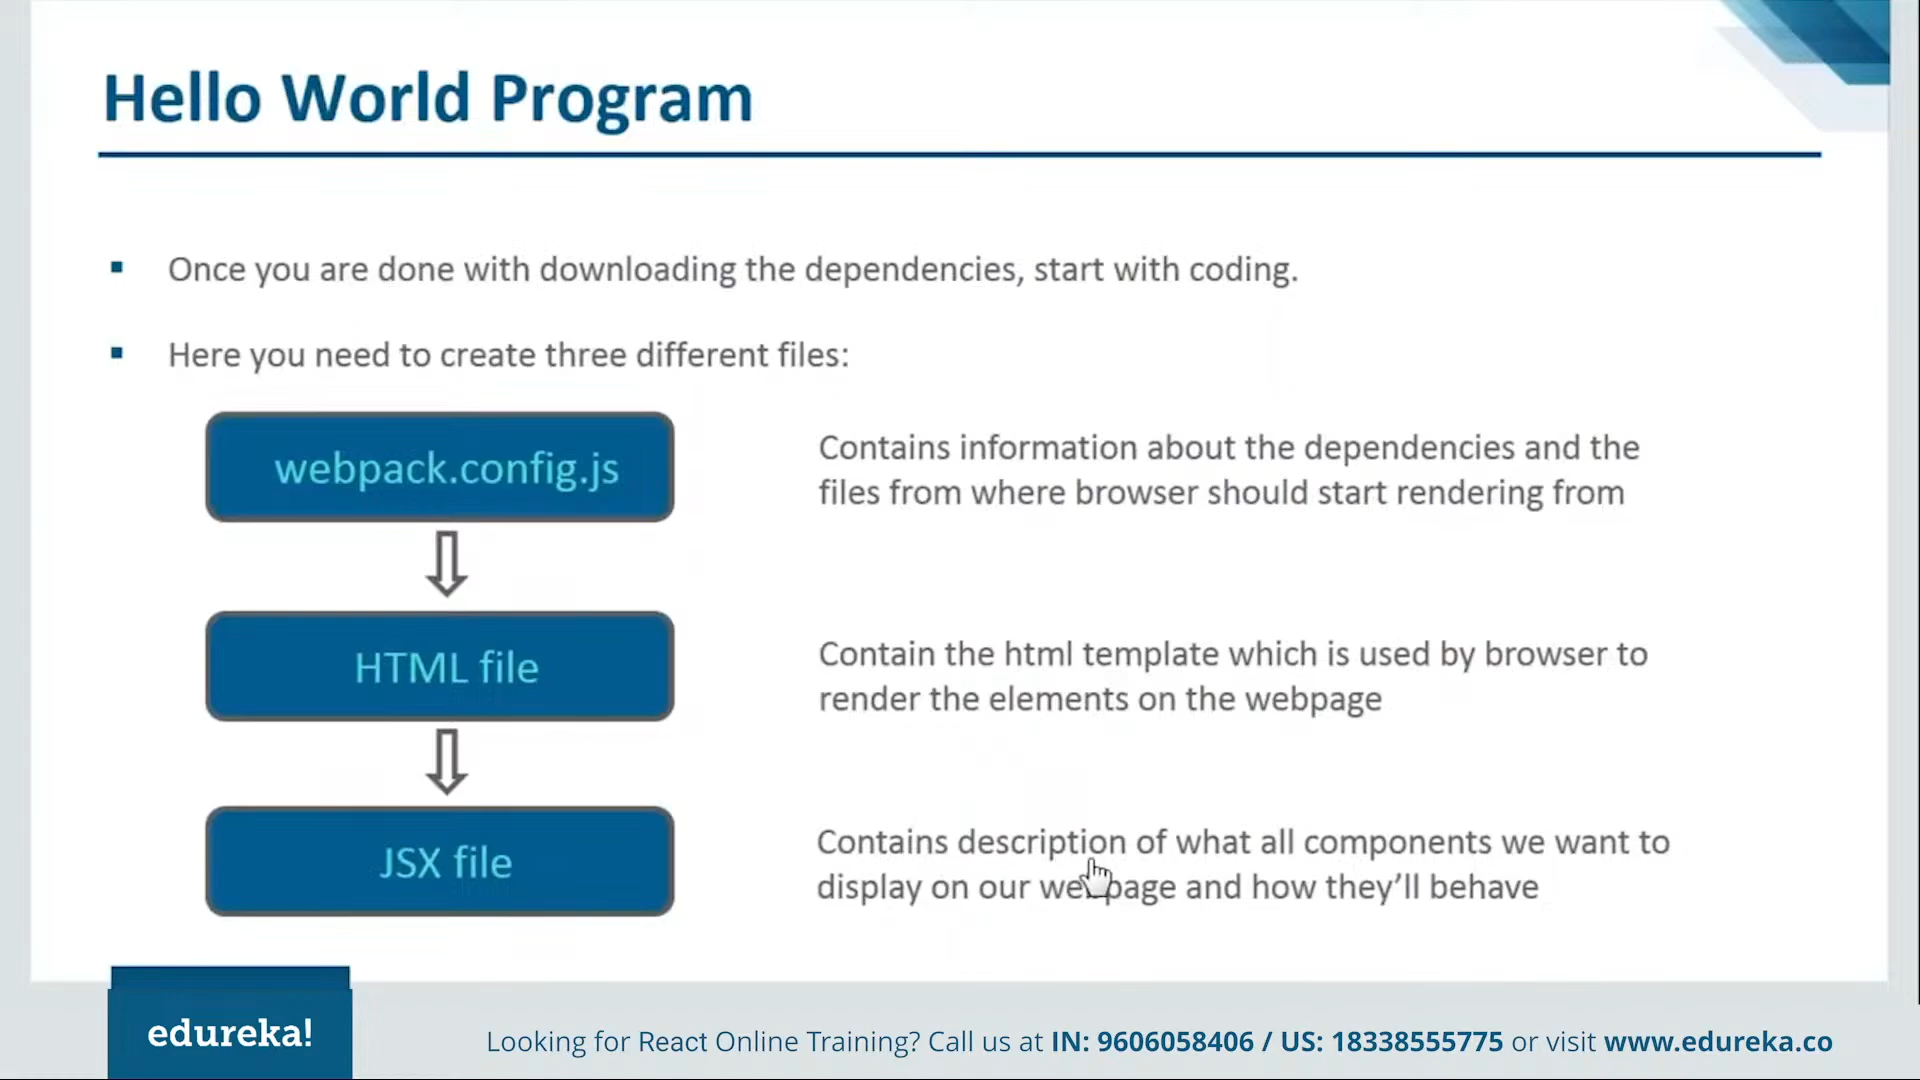 Hello World Program
Once you are done with downloading the dependencies, start with coding.
Here you need to create three different files:
webpack.config.js
Contains information about the dependencies and the
files from where browser should start rendering from
HTML file
Contain the html template which is used by browser to
render the elements on the webpage
JSX file
Contains description of what all components we want to
display on our webpage and how they'll behave
edureka!
Looking for React Online Training? Call us at IN: 9606058406 / US: 18338555775 or visit www.edureka.co